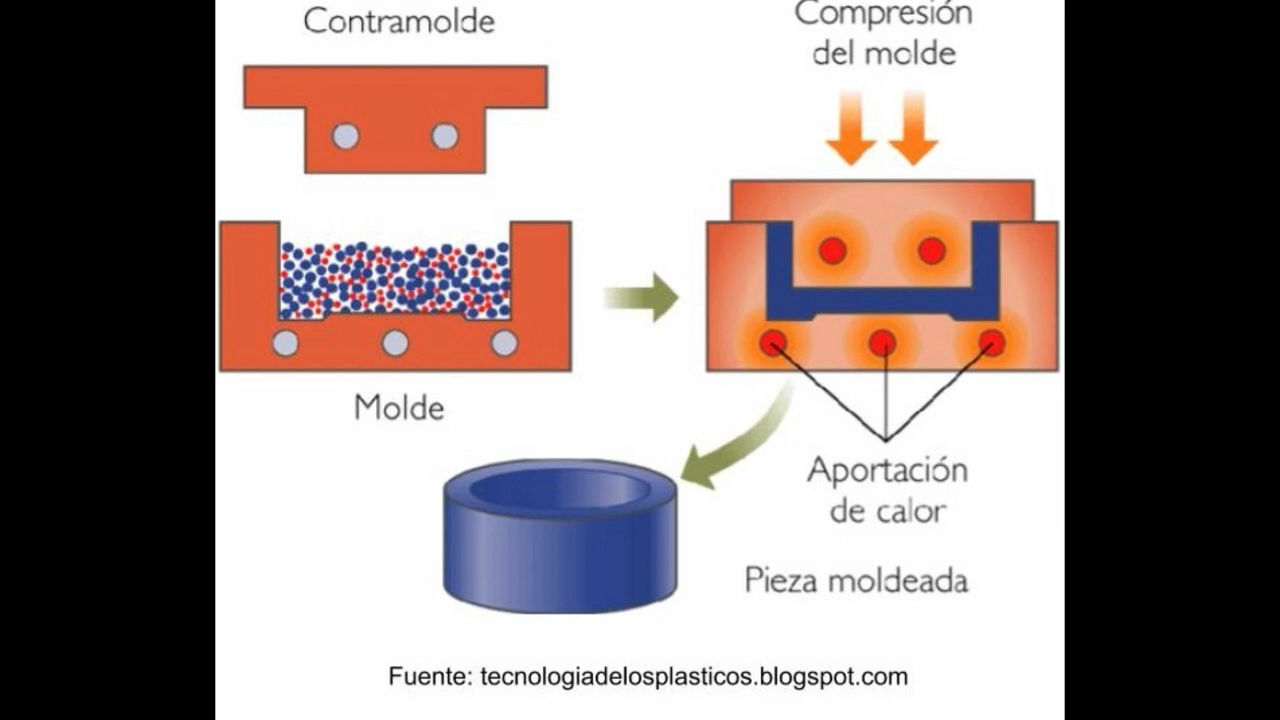 Contramolde
Compresión
del molde
Molde
Aportación
de calor
Pieza moldeada
Fuente: tecnologiadelosplasticos.blogspot.com